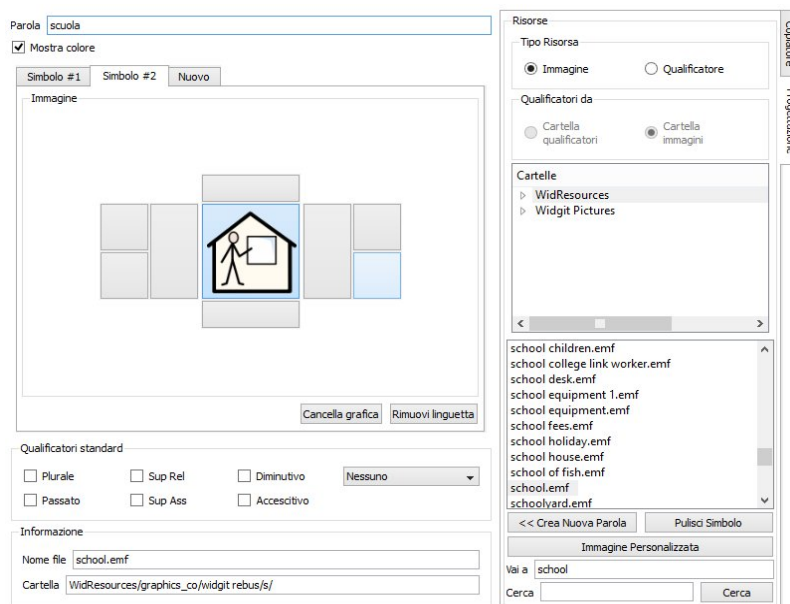 Parola scuola
Mostra colore
Simbolo #1 Simbolo #2 Nuovo
Immagine
Cancella grafica Rimuovi linguetta
Qualificatori standard
Plurale Sup Rel Diminutivo Nessuno
Passato Sup Ass Accescitivo
Informazione
Nome file school.emf
Cartella WidResources/graphics_co/widgit rebus/s/
Risorse
Tipo Risorsa
Immagine Qualificatore
Qualificatori da
Cartella qualificatori
Cartella immagini
Cartelle
WidResources
Widgit Pictures
school children.emf
school college link worker.emf
school desk.emf
school equipment 1.emf
school equipment.emf
school fees.emf
school holiday.emf
school house.emf
school of fish.emf
school.emf
schoolyard.emf
<< Crea Nuova Parola Pulisci Simbolo
Immagine Personalizzata
Vai a school
Cerca Cerca
Progettazione